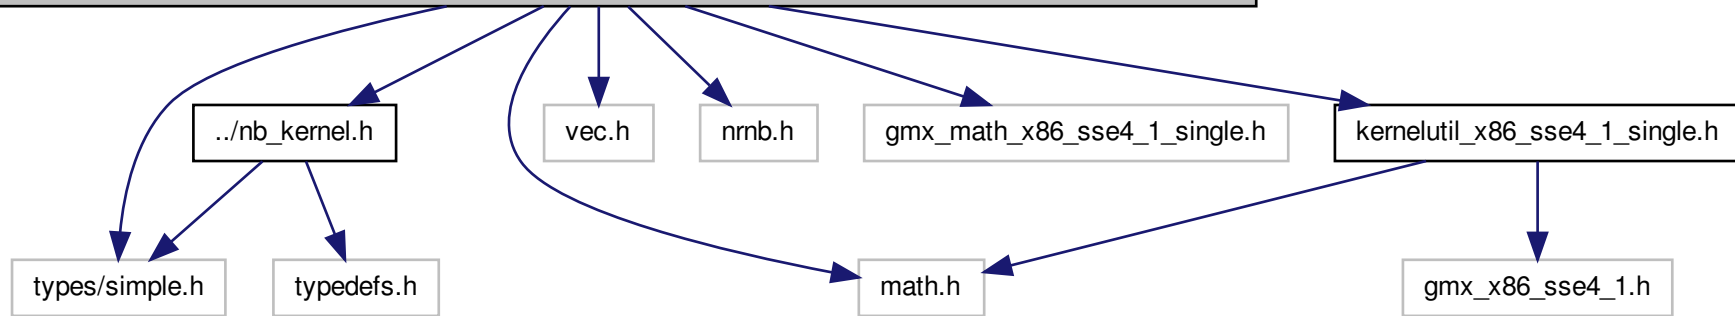 ../nb_kernel.h
vec.h
nrnb.h
gmx_math_x86_sse4_1_single.h
kernelutil_x86_sse4_1_single.h
types/simple.h
typedefs.h
math.h
gmx_x86_sse4_1.h